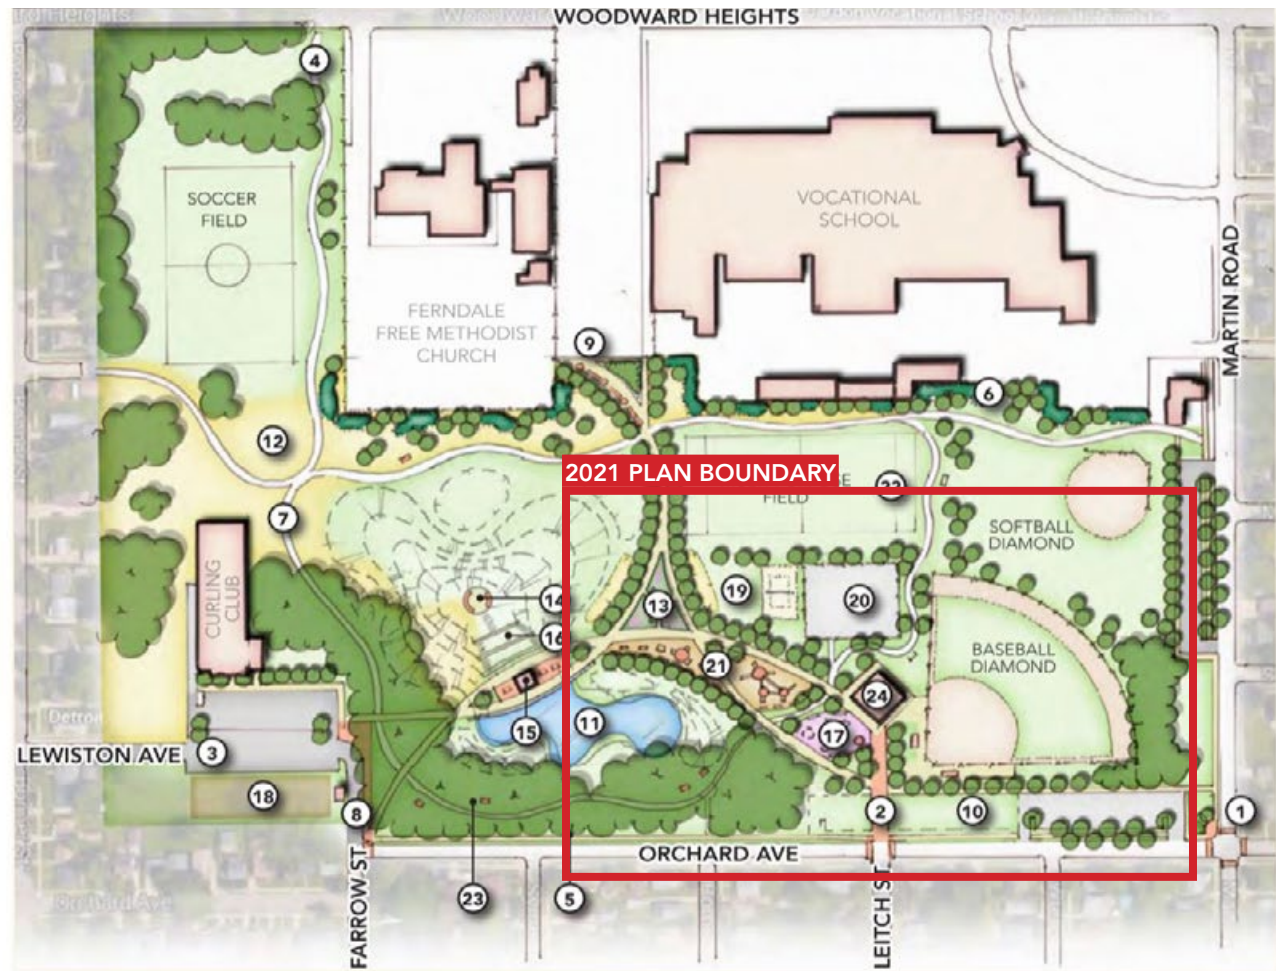 WOODWARD HEIGHTS
4
SOCCER
FIELD
VOCATIONAL
SCHOOL
MARTIN ROAD
FERNDALE
FREE METHODIST
CHURCH
9
6
12
2021 PLAN BOUNDARY
FIELD
7
SOFTBALL
DIAMOND
CURLING
CLUB
14
13
19
20
16
21
BASEBALL
DIAMOND
24
15
11
17
LEWISTON AVE
3
18
8
2
10
1
ORCHARD AVE
23
5
FARROW ST
LEITCH ST
Orchard Ave